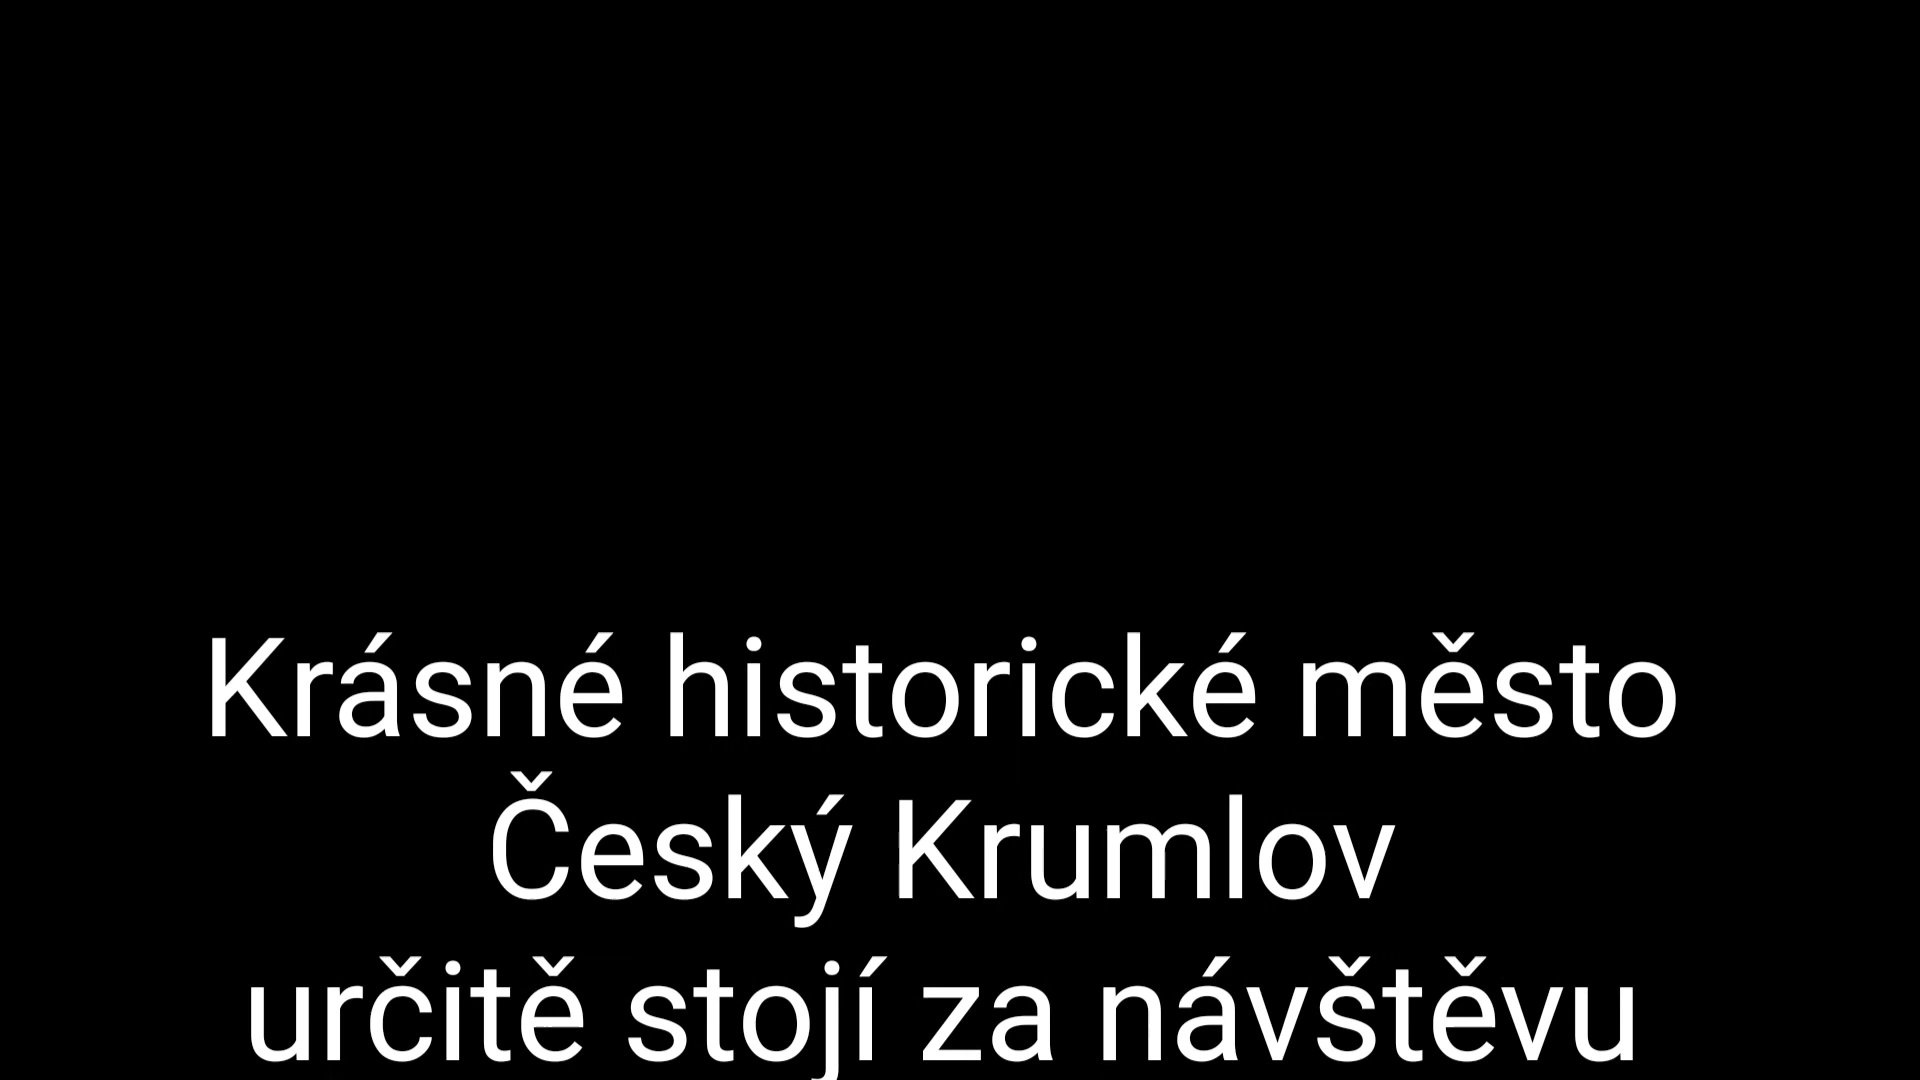 Krásné historické město
Český Krumlov
určitě stojí za návštěvu